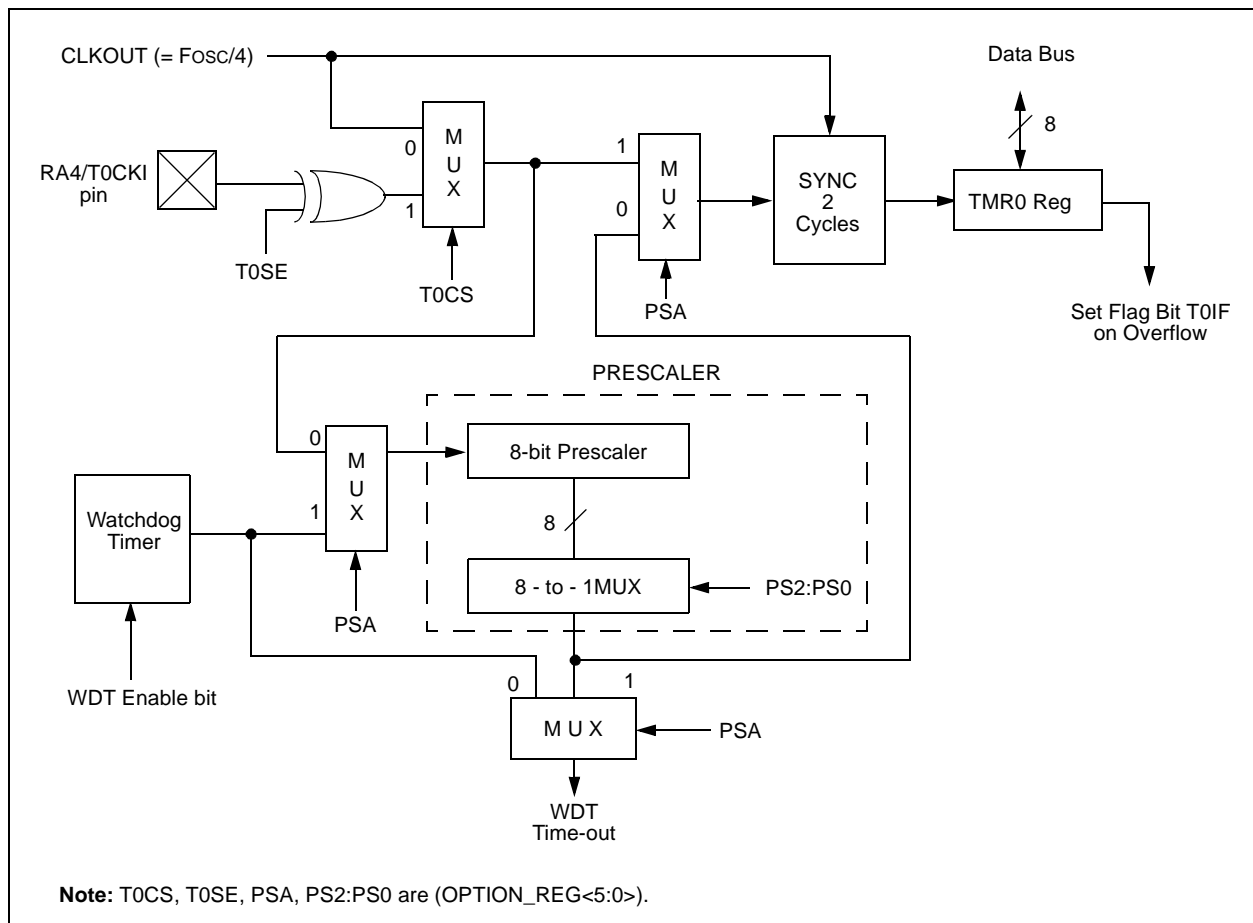 CLKOUT (= FOSC/4)
Data Bus
8
M
U
X
0
1
RA4/T0CKI
pin
T0SE
T0CS
1
0
M
U
X
PSA
SYNC
2
Cycles
TMR0 Reg
Set Flag Bit T0IF
on Overflow
PRESCALER
0
1
M
U
X
8-bit Prescaler
8
Watchdog
Timer
8 - to - 1MUX
PS2:PS0
PSA
WDT Enable bit
0
1
M U X
PSA
WDT
Time-out
Note: T0CS, T0SE, PSA, PS2:PS0 are (OPTION_REG<5:0>).